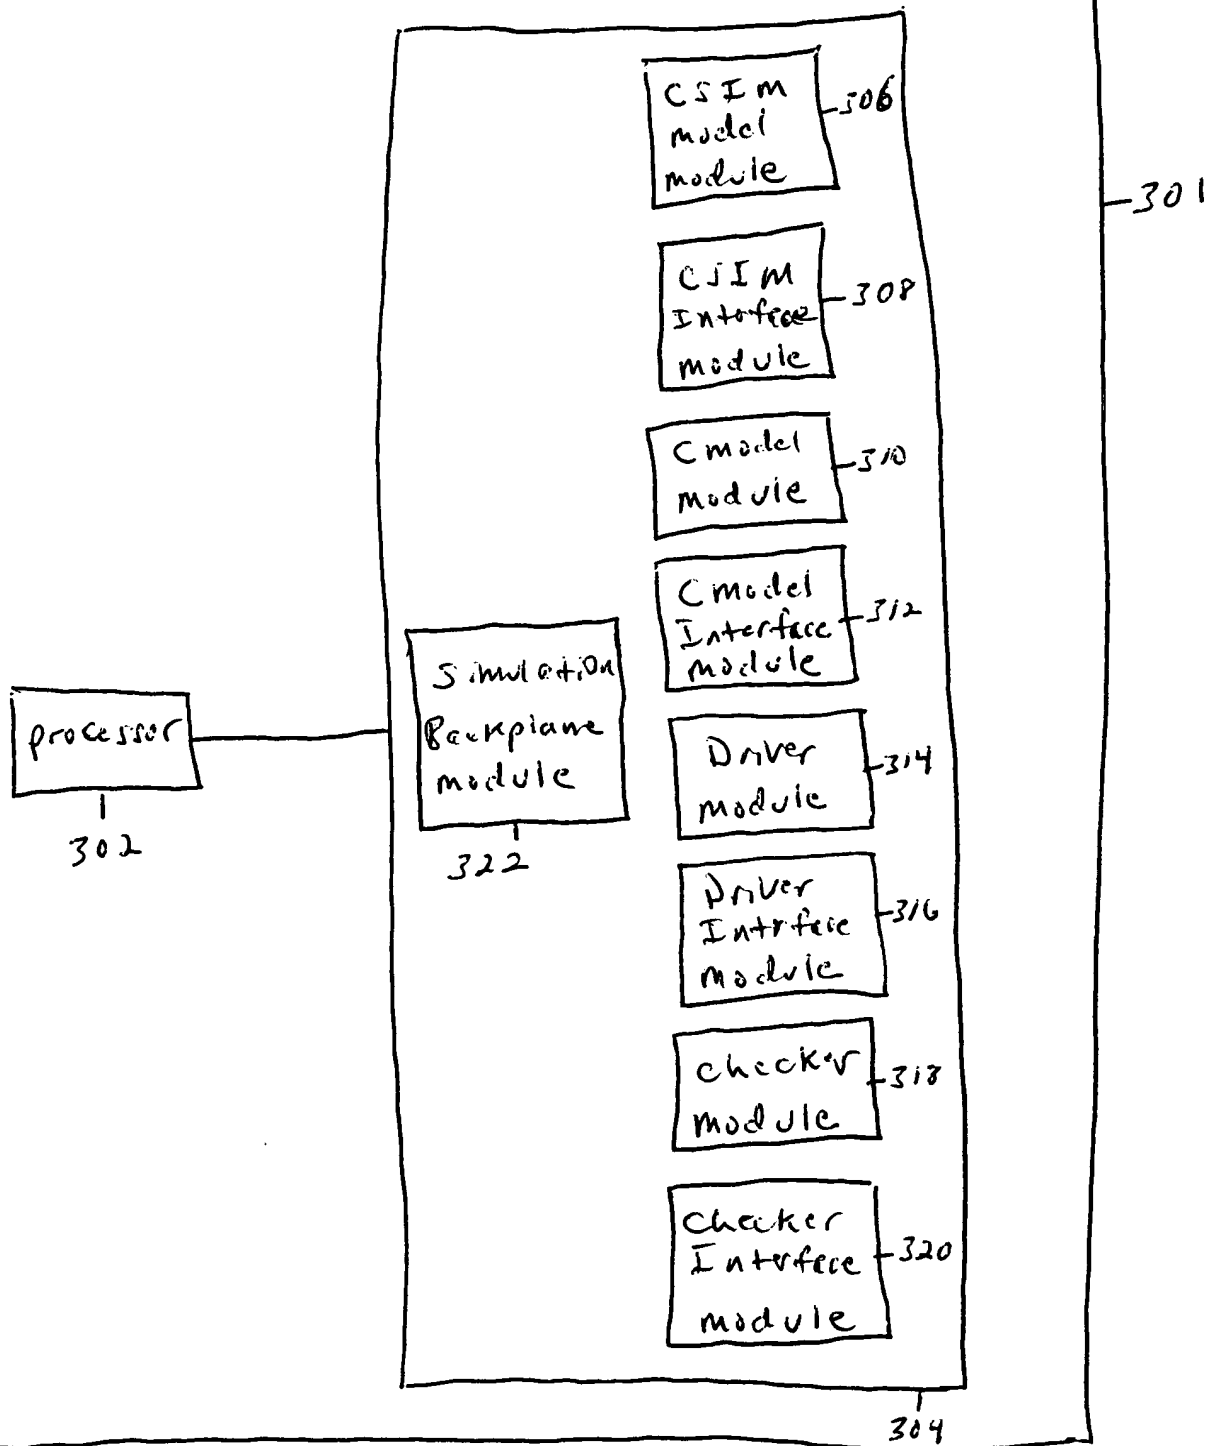 CSIM
model
module
306
301
CSIM
Interface
module
308
Cmodel
module
310
Cmodel
Interface
module
312
Simulation
Backplane
module
322
processor
302
Driver
module
314
Driver
Intrface
module
316
checker
module
318
checker
Interface
module
320
304